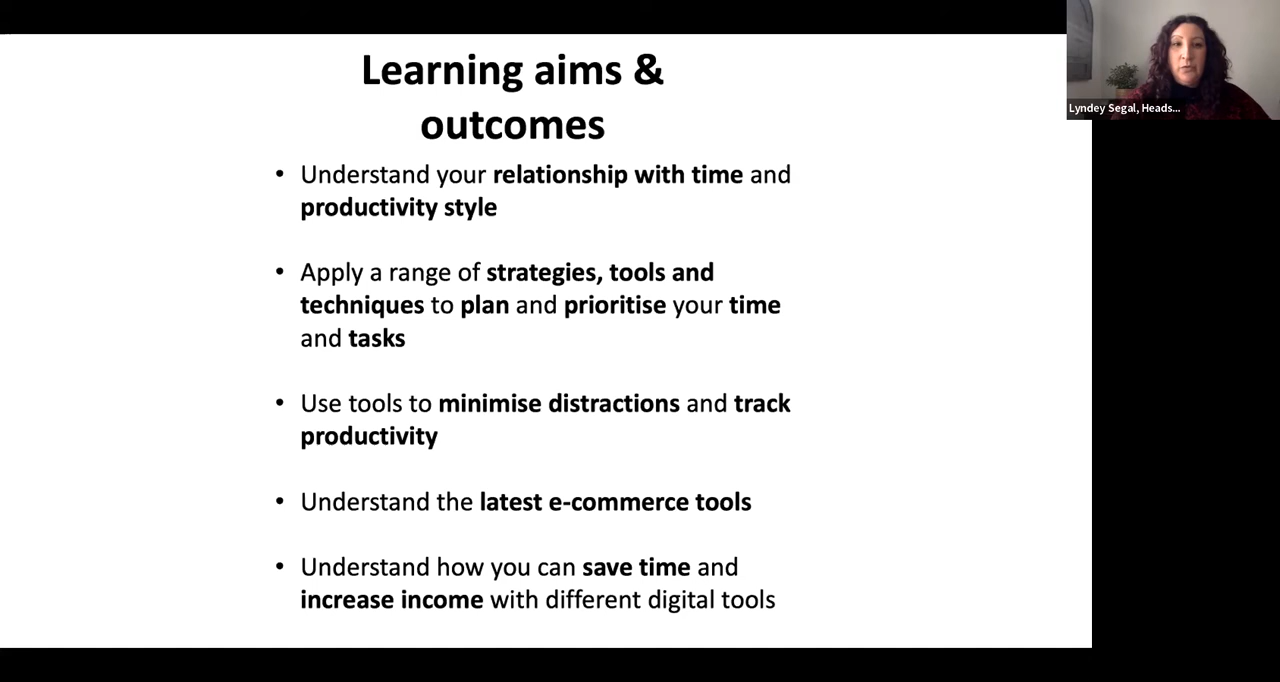 Learning aims &
outcomes
• Understand your relationship with time and
productivity style
• Apply a range of strategies, tools and
techniques to plan and prioritise your time
and tasks
• Use tools to minimise distractions and track
productivity
• Understand the latest e-commerce tools
• Understand how you can save time and
increase income with different digital tools
Lyndey Segal, Heads...